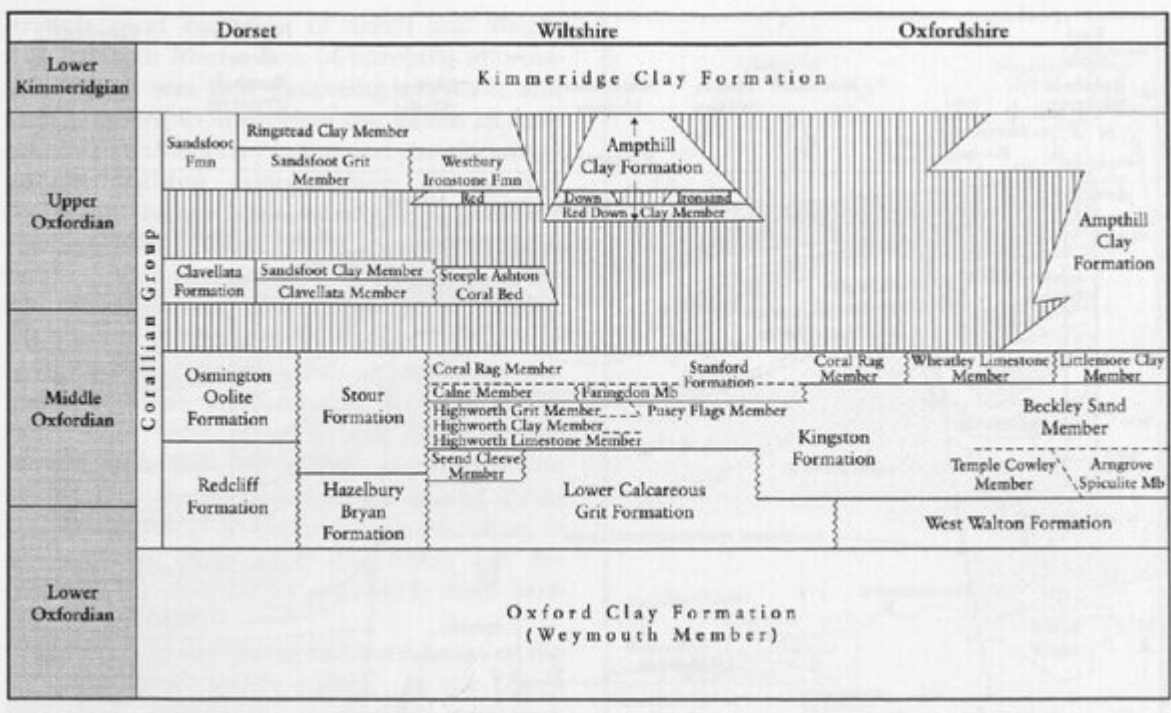 Dorset
Wiltshire
Oxfordshire
Lower
Kimmeridgian
Kimmeridge Clay Formation
Upper
Oxfordian
Corallian Group
Sandsfoot
Fmn
Ringstead Clay Member
Sandsfoot Grit
Member
Westbury
Ironstone Fmn
Red
Ampthill
Clay Formation
Down
Ironsand
Red Down Clay Member
Ampthill
Clay
Formation
Clavellata
Formation
Sandsfoot Clay Member
Clavellata Member
Steeple Ashton
Coral Bed
Middle
Oxfordian
Osmington
Oolite
Formation
Redcliff
Formation
Stour
Formation
Hazelbury
Bryan
Formation
Coral Rag Member
Stanford
Formation
Calne Member
Faringdon Mb
Highworth Grit Member
Pusey Flags Member
Highworth Clay Member
Highworth Limestone Member
Seend Cleeve
Member
Lower Calcareous
Grit Formation
Kingston
Formation
Coral Rag
Member
Wheatley Limestone
Member
Littlemore Clay
Member
Beckley Sand
Member
Temple Cowley
Member
Arngrove
Spiculite Mb
West Walton Formation
Lower
Oxfordian
Oxford Clay Formation
(Weymouth Member)